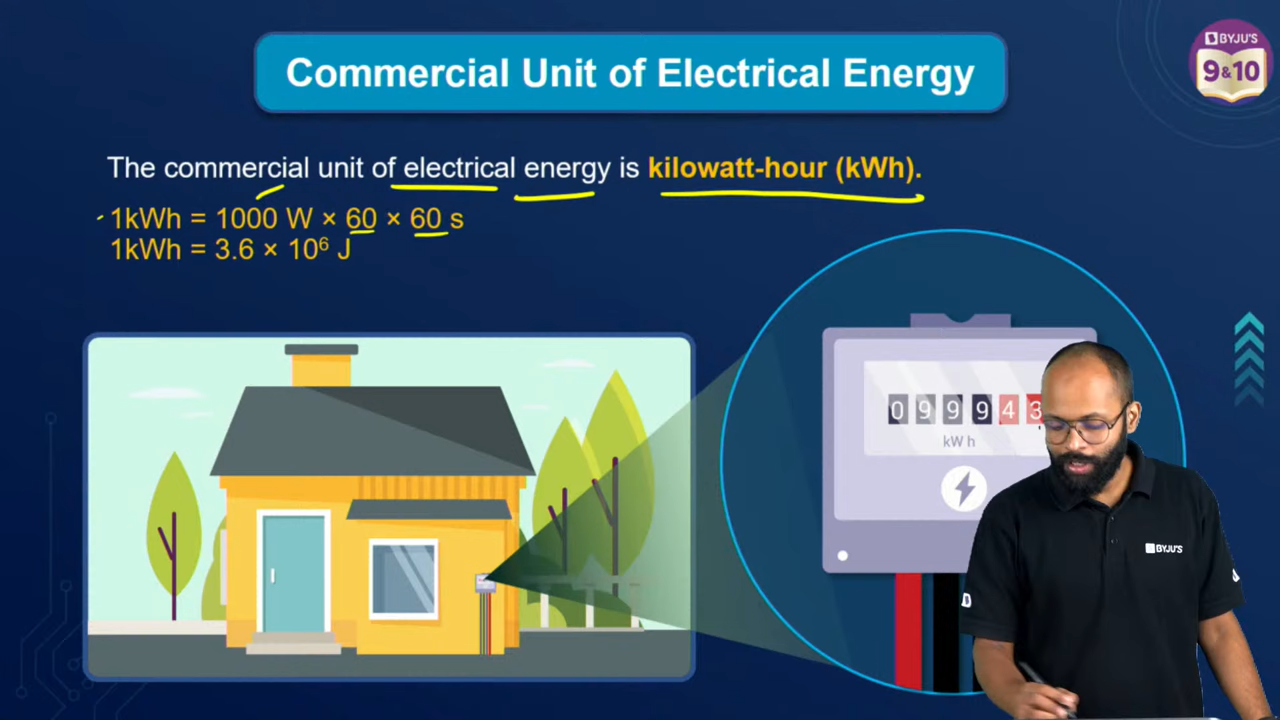 Commercial Unit of Electrical Energy
BYJU'S
9&10
The commercial unit of electrical energy is kilowatt-hour (kWh).
1kWh = 1000 W × 60 × 60 s
1kWh = 3.6 × 10⁶ J
099943
kW h
BYJU'S